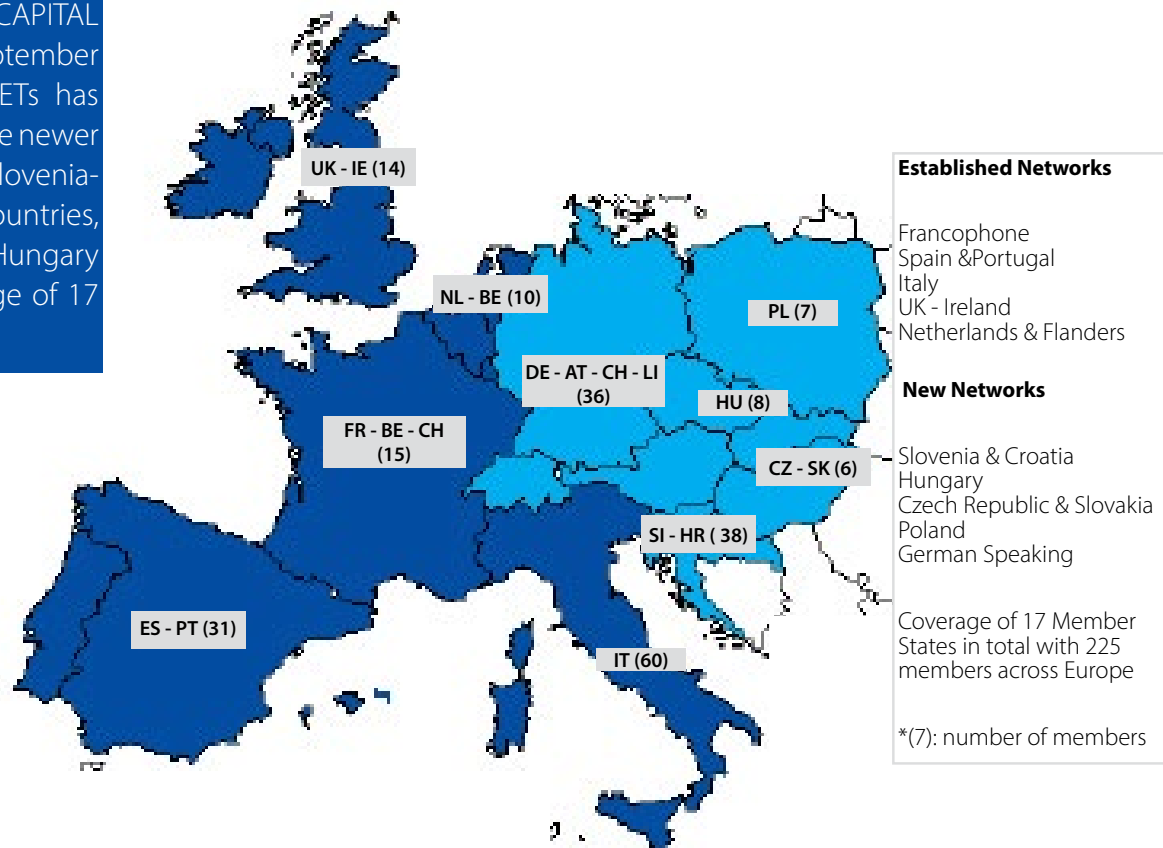 CAPITAL
ptember
ETs has
e newer
lovenia-
ountries,
Hungary
ge of 17
UK - IE (14)
NL - BE (10)
PL (7)
DE - AT - CH - LI
(36)
HU (8)
FR - BE - CH
(15)
CZ - SK (6)
SI - HR ( 38)
ES - PT (31)
IT (60)
Established Networks
Francophone
Spain &Portugal
Italy
UK - Ireland
Netherlands & Flanders
New Networks
Slovenia & Croatia
Hungary
Czech Republic & Slovakia
Poland
German Speaking
Coverage of 17 Member
States in total with 225
members across Europe
*(7): number of members